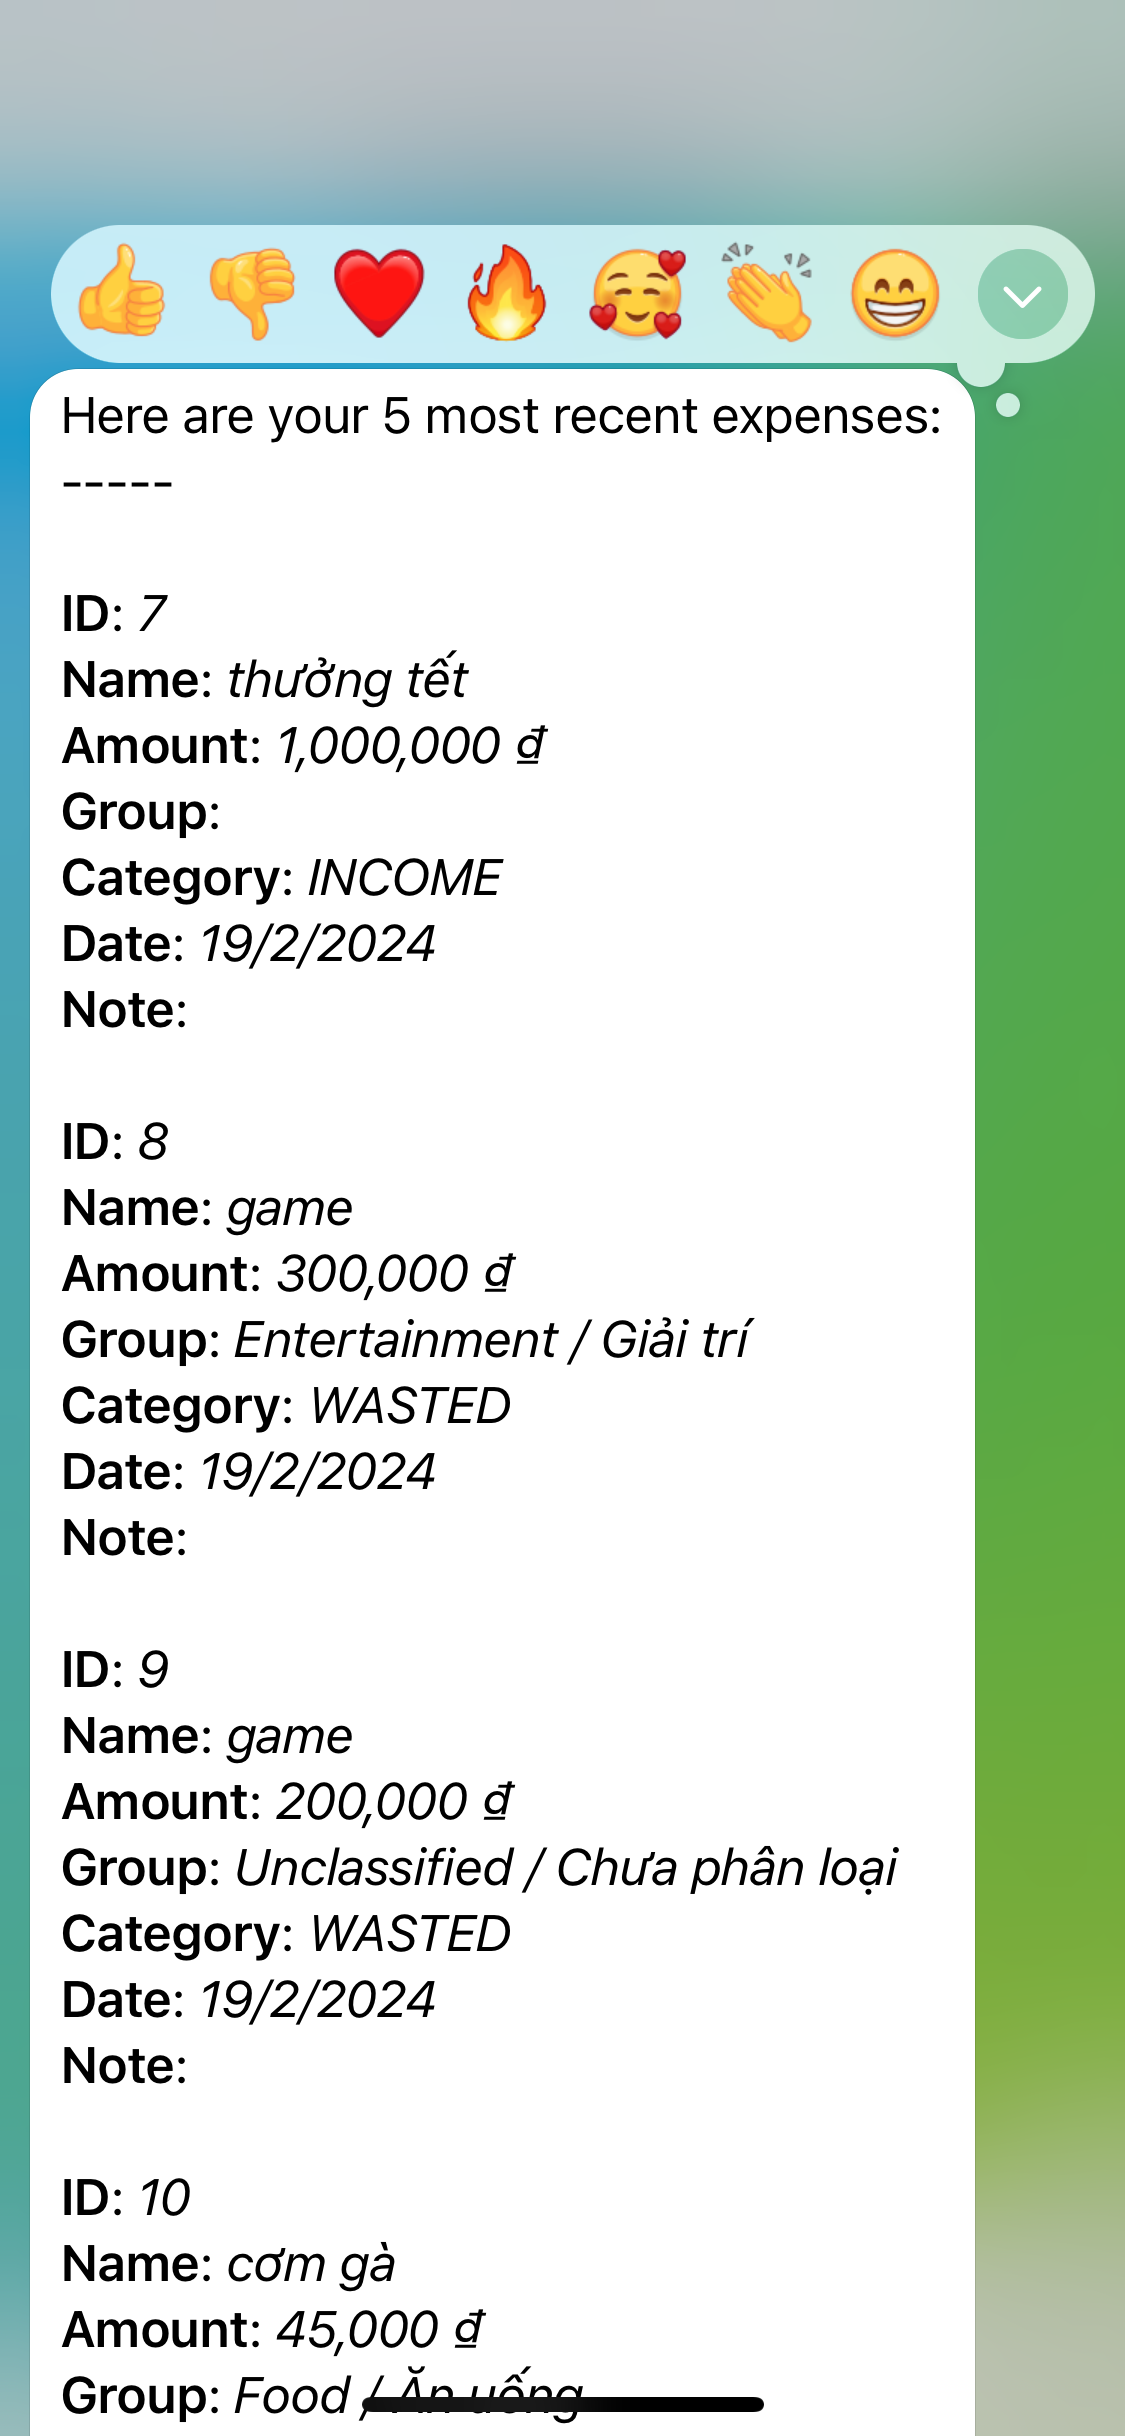 Here are your 5 most recent expenses:
-----
ID: 7
Name: thưởng tết
Amount: 1,000,000 ₫
Group:
Category: INCOME
Date: 19/2/2024
Note:
ID: 8
Name: game
Amount: 300,000 ₫
Group: Entertainment / Giải trí
Category: WASTED
Date: 19/2/2024
Note:
ID: 9
Name: game
Amount: 200,000 ₫
Group: Unclassified / Chưa phân loại
Category: WASTED
Date: 19/2/2024
Note:
ID: 10
Name: cơm gà
Amount: 45,000 ₫
Group: Food / Ăn uống